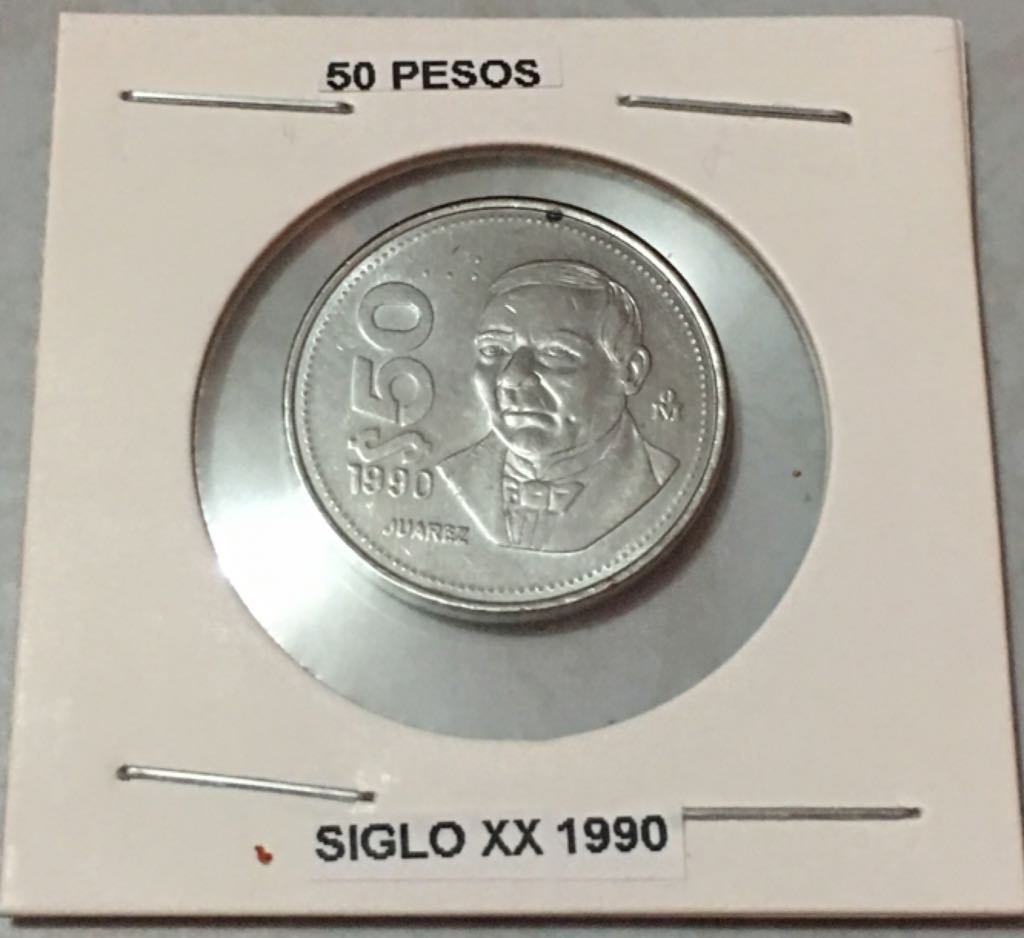 50 PESOS
$50
1990
JUAREZ
M
SIGLO XX 1990